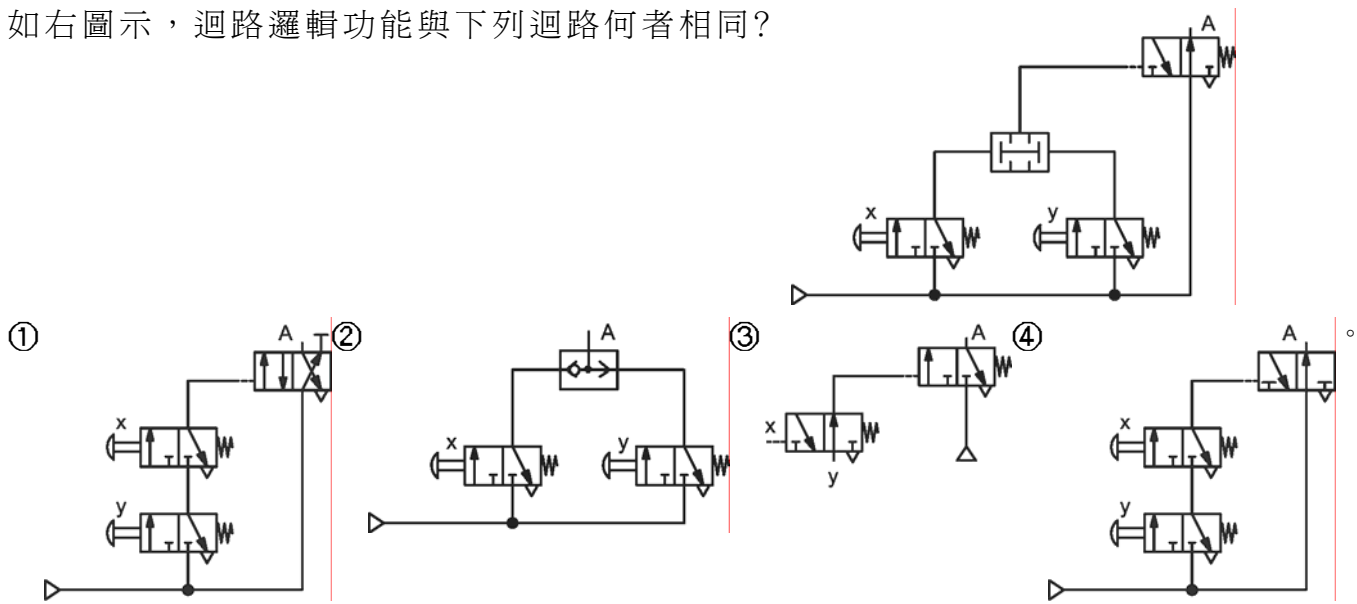 如右圖示，迴路邏輯功能與下列迴路何者相同?
A
x
y
① A x y
② A x y
③ A x y
④ A x y 。